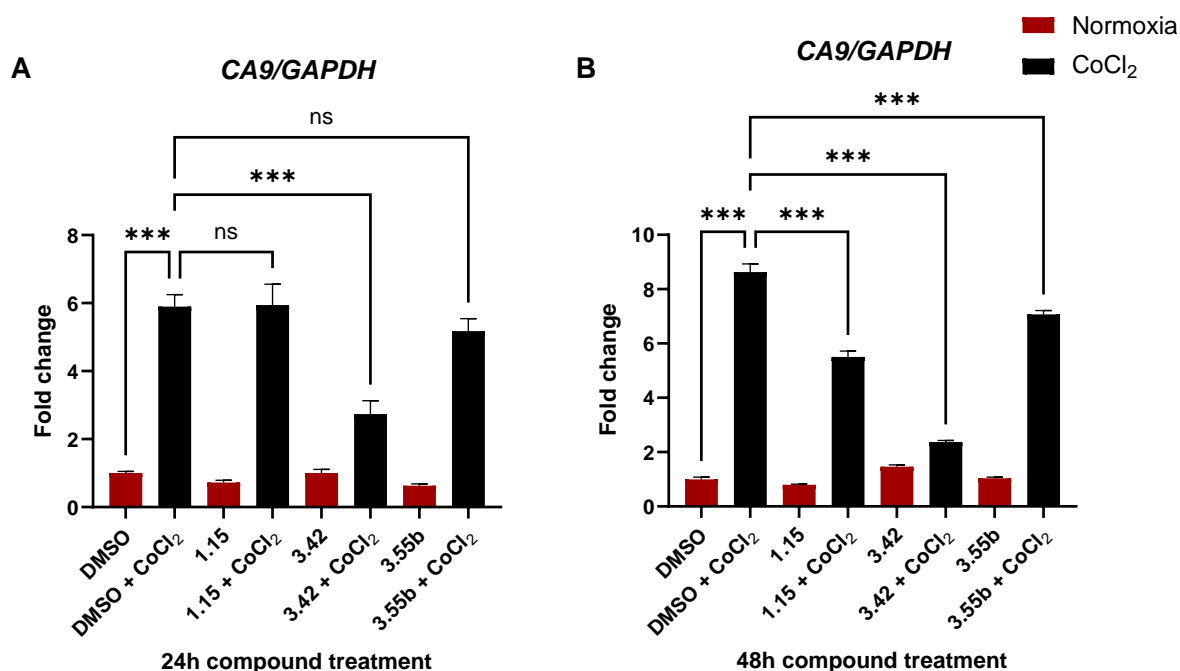 Normoxia
CoCl₂
A
CA9/GAPDH
ns
***
***
ns
Fold change
8
6
4
2
0
DMSO
DMSO + CoCl₂
1.15
1.15 + CoCl₂
3.42
3.42 + CoCl₂
3.55b
3.55b + CoCl₂
24h compound treatment
B
CA9/GAPDH
***
***
***
***
Fold change
10
8
6
4
2
0
DMSO
DMSO + CoCl₂
1.15
1.15 + CoCl₂
3.42
3.42 + CoCl₂
3.55b
3.55b + CoCl₂
48h compound treatment